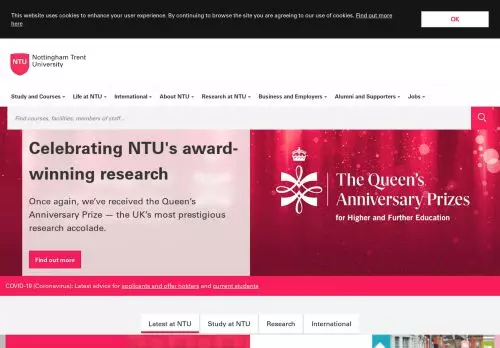 This website uses cookies to enhance your user experience. By continuing to browse the site you are agreeing to our use of cookies. Find out more
here
OK
NTU
Nottingham Trent
University
Study and Courses
Life at NTU
International
About NTU
Research at NTU
Business and Employers
Alumni and Supporters
Jobs
Find courses, facilities, members of staff...
Celebrating NTU's award-
winning research
Once again, we've received the Queen's
Anniversary Prize — the UK's most prestigious
research accolade.
Find out more
The Queen's
Anniversary Prizes
for Higher and Further Education
COVID-19 (Coronavirus): Latest advice for applicants and offer holders and current students
Latest at NTU
Study at NTU
Research
International